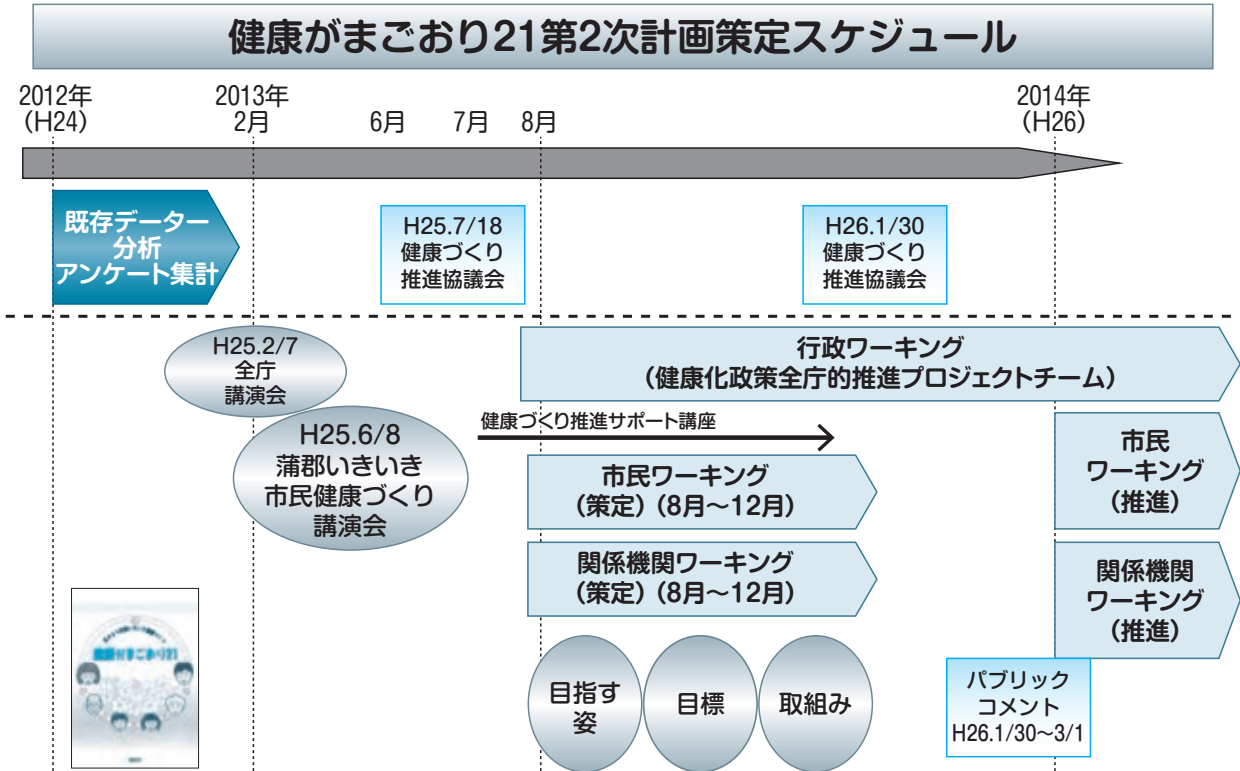 健康がまごおり21第2次計画策定スケジュール
2012年
（H24）
2013年
2月
6月
7月
8月
2014年
（H26）
既存データー
分析
アンケート集計
H25.7/18
健康づくり
推進協議会
H26.1/30
健康づくり
推進協議会
H25.2/7
全庁
講演会
行政ワーキング
（健康化政策全庁的推進プロジェクトチーム）
H25.6/8
蒲郡いきいき
市民健康づくり
講演会
健康づくり推進サポート講座
市民ワーキング
（策定）（8月～12月）
市民
ワーキング
（推進）
関係機関ワーキング
（策定）（8月～12月）
関係機関
ワーキング
（推進）
健康がまごおり21
目指す
姿
目標
取組み
パブリック
コメント
H26.1/30～3/1